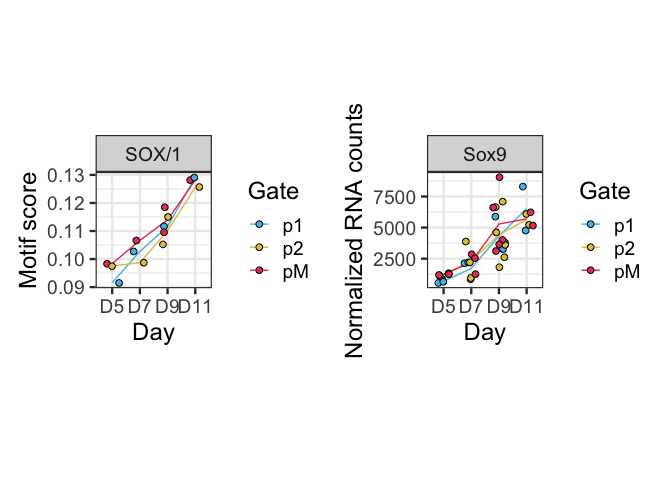 SOX/1
Motif score
0.13
0.12
0.11
0.10
0.09
D5 D7 D9 D11
Day
Gate
p1
p2
pM
Sox9
Normalized RNA counts
7500
5000
2500
D5 D7 D9 D11
Day
Gate
p1
p2
pM